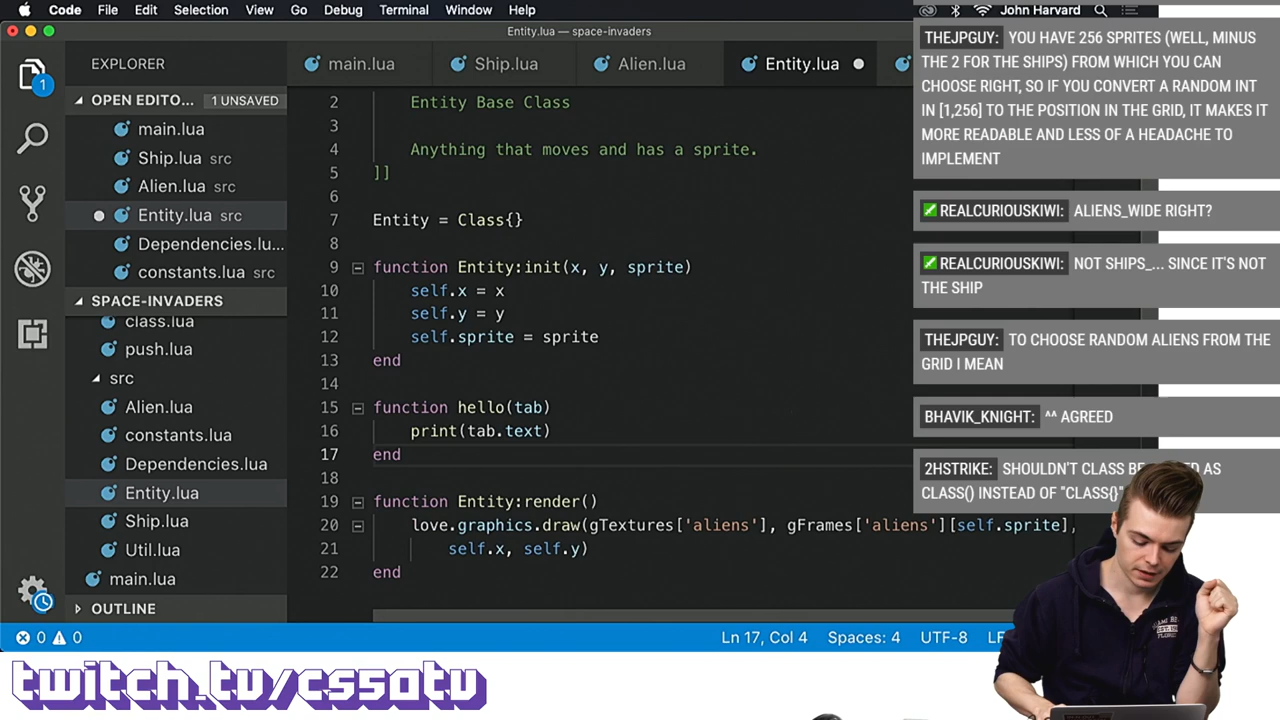 Code File Edit Selection View Go Debug Terminal Window Help John Harvard
Entity.lua — space-invaders
EXPLORER
main.lua Ship.lua Alien.lua Entity.lua
OPEN EDITO... 1 UNSAVED
main.lua
Ship.lua src
Alien.lua src
Entity.lua src
Dependencies.lu...
constants.lua src
SPACE-INVADERS
class.lua
push.lua
src
Alien.lua
constants.lua
Dependencies.lua
Entity.lua
Ship.lua
Util.lua
main.lua
OUTLINE
1
2 Entity Base Class
3
4 Anything that moves and has a sprite.
5 ]]
6
7 Entity = Class{}
8
9 function Entity:init(x, y, sprite)
10 self.x = x
11 self.y = y
12 self.sprite = sprite
13 end
14
15 function hello(tab)
16 print(tab.text)
17 end
18
19 function Entity:render()
20 love.graphics.draw(gTextures['aliens'], gFrames['aliens'][self.sprite],
21 self.x, self.y)
22 end
0 0 Ln 17, Col 4 Spaces: 4 UTF-8
THEJPGUY: YOU HAVE 256 SPRITES (WELL, MINUS
THE 2 FOR THE SHIPS) FROM WHICH YOU CAN
CHOOSE RIGHT, SO IF YOU CONVERT A RANDOM INT
IN [1,256] TO THE POSITION IN THE GRID, IT MAKES IT
MORE READABLE AND LESS OF A HEADACHE TO
IMPLEMENT
REALCURIOUSKIWI: ALIENS_WIDE RIGHT?
REALCURIOUSKIWI: NOT SHIPS_... SINCE IT'S NOT
THE SHIP
THEJPGUY: TO CHOOSE RANDOM ALIENS FROM THE
GRID I MEAN
BHAVIK_KNIGHT: ^^ AGREED
2HSTRIKE: SHOULDN'T CLASS BE AS
CLASS() INSTEAD OF "CLASS{}"
twitch.tv/cs50tv